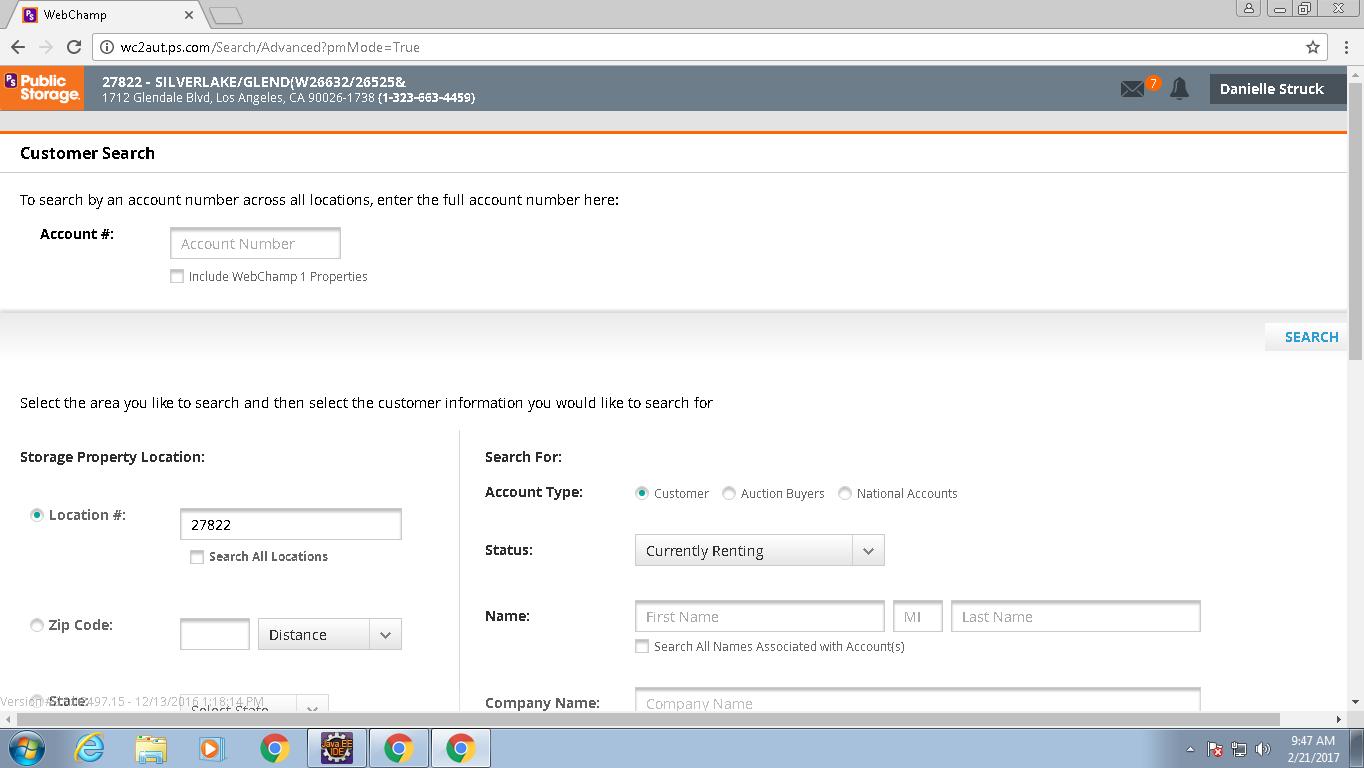 WebChamp
wc2aut.ps.com/Search/Advanced?pmMode=True
Ps Public Storage.
27822 - SILVERLAKE/GLEND(W26632/26525&
1712 Glendale Blvd, Los Angeles, CA 90026-1738 (1-323-663-4459)
7
Danielle Struck
Customer Search
To search by an account number across all locations, enter the full account number here:
Account #:
Account Number
Include WebChamp 1 Properties
SEARCH
Select the area you like to search and then select the customer information you would like to search for
Storage Property Location:
Location #:
27822
Search All Locations
Zip Code:
Distance
State:
Select State
Search For:
Account Type:
Customer
Auction Buyers
National Accounts
Status:
Currently Renting
Name:
First Name
MI
Last Name
Search All Names Associated with Account(s)
Company Name:
Company Name
497.15 - 12/13/2016 1:18:14 PM
Java EE IDE
9:47 AM
2/21/2017